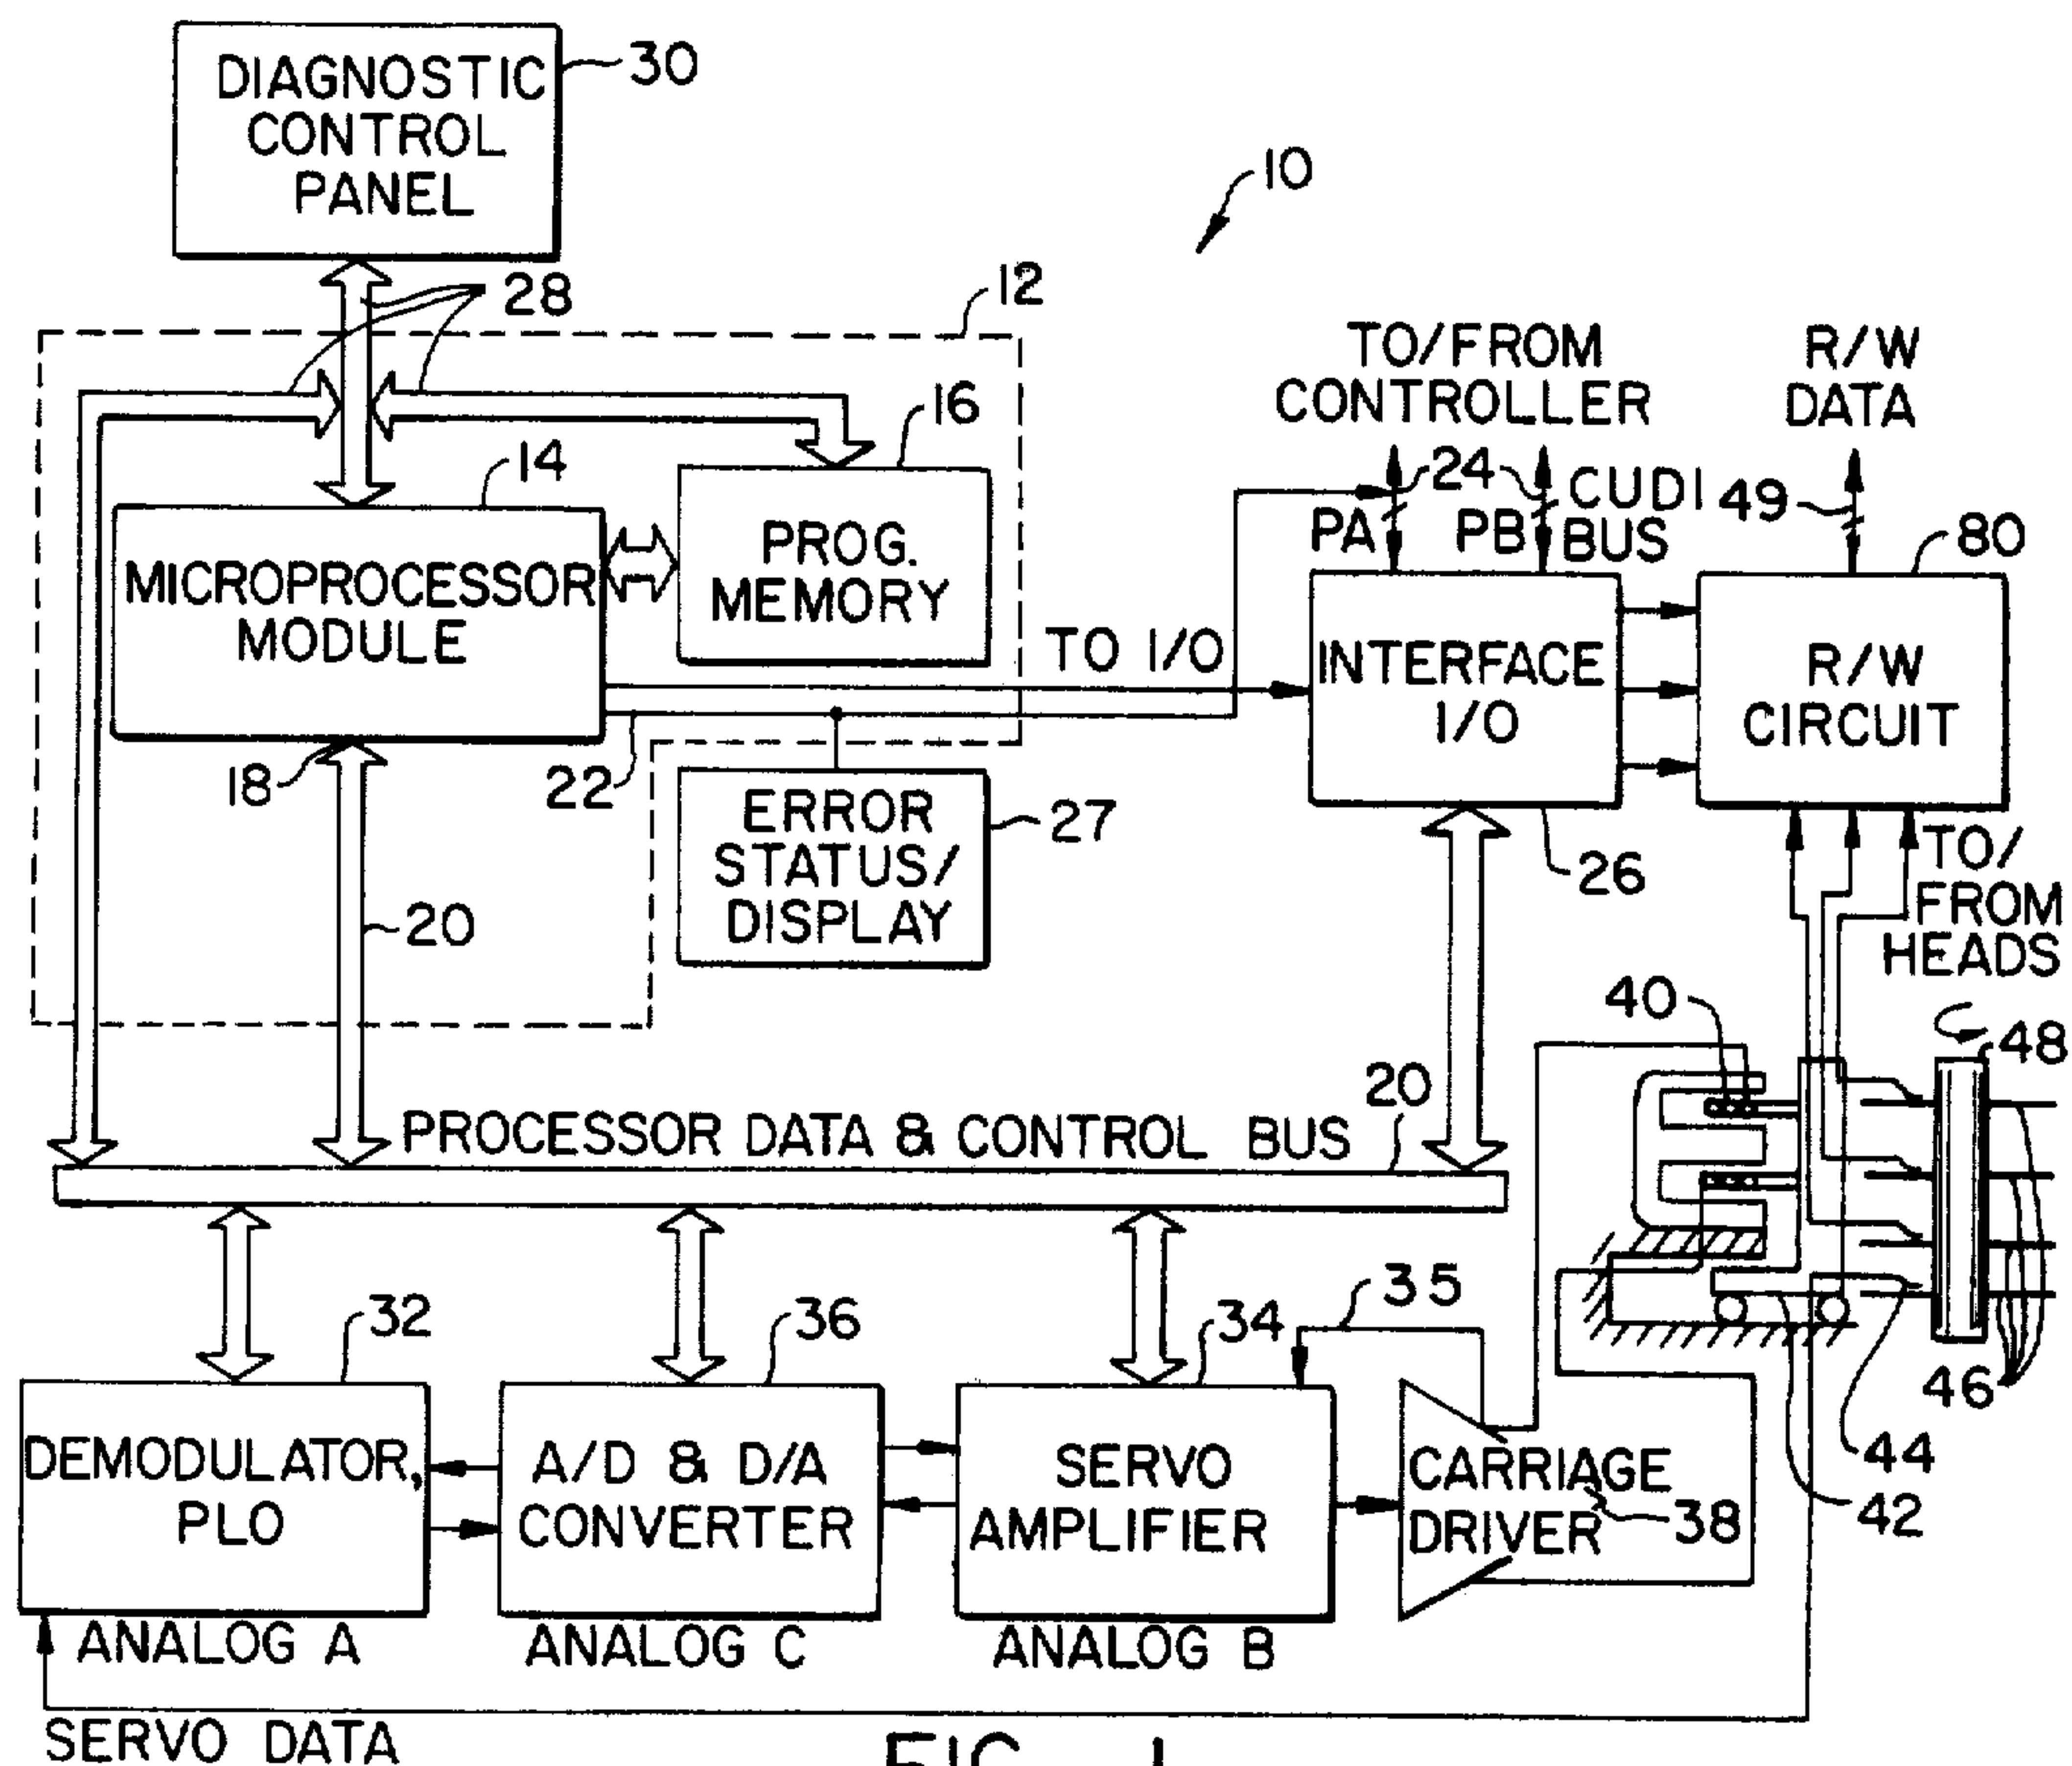 DIAGNOSTIC
CONTROL
PANEL
30
10
28
12
TO/FROM
CONTROLLER
R/W
DATA
16
14
24
CUDI
BUS
49
PA
PB
80
PROG.
MEMORY
MICROPROCESSOR
MODULE
TO I/O
INTERFACE
I/O
R/W
CIRCUIT
18
22
ERROR
STATUS/
DISPLAY
27
26
TO/
FROM
HEADS
20
40
48
PROCESSOR DATA & CONTROL BUS
20
32
36
34
35
46
44
42
DEMODULATOR,
PLO
A/D & D/A
CONVERTER
SERVO
AMPLIFIER
CARRIAGE
DRIVER
38
ANALOG A
ANALOG C
ANALOG B
SERVO DATA
FIG. 1